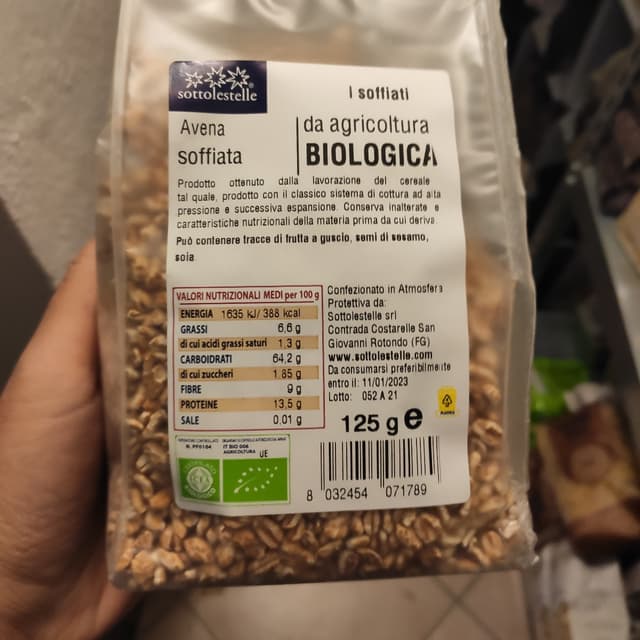 sottolestelle
I soffiati
Avena
soffiata
da agricoltura
BIOLOGICA
Prodotto ottenuto dalla lavorazione del cereale
tal quale, prodotto con il classico sistema di cottura ad alta
pressione e successiva espansione. Conserva inalterate e
caratteristiche nutrizionali della materia prima da cui deriva.
Può contenere tracce di frutta a guscio, semi di sesamo,
soia
VALORI NUTRIZIONALI MEDI per 100 g
ENERGIA 1635 kJ/ 388 kcal
GRASSI 6,6 g
di cui acidi grassi saturi 1,3 g
CARBOIDRATI 64,2 g
di cui zuccheri 1,85 g
FIBRE 9 g
PROTEINE 13,5 g
SALE 0,01 g
Confezionato in Atmosfera
Protettiva da:
Sottolestelle srl
Contrada Costarelle San
Giovanni Rotondo (FG)
www.sottolestelle.com
Da consumarsi preferibilmente
entro il: 11/01/2023
Lotto: 052 A 21
125 g e
IT BIO 006
AGRICOLTURA UE
8 032454 071789